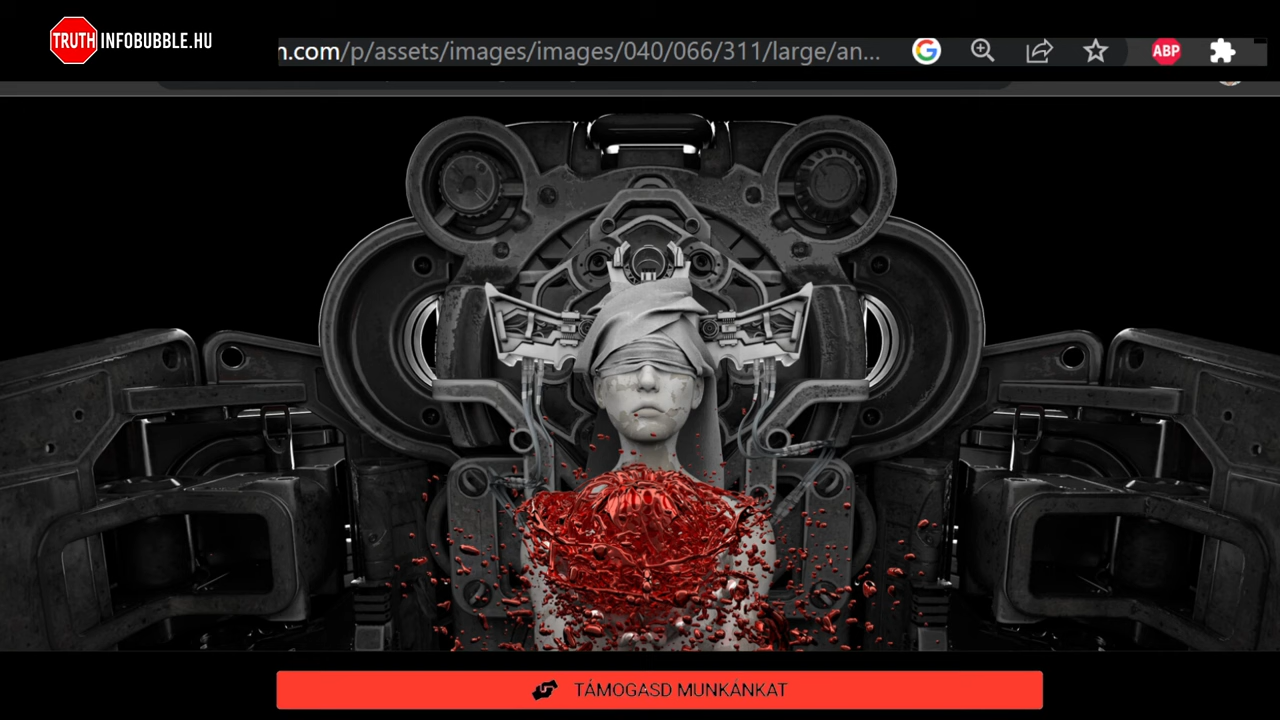 TRUTH INFOBUBBLE.HU
n.com/p/assets/images/images/040/066/311/large/an...
ABP
TÁMOGASD MUNKÁNKAT